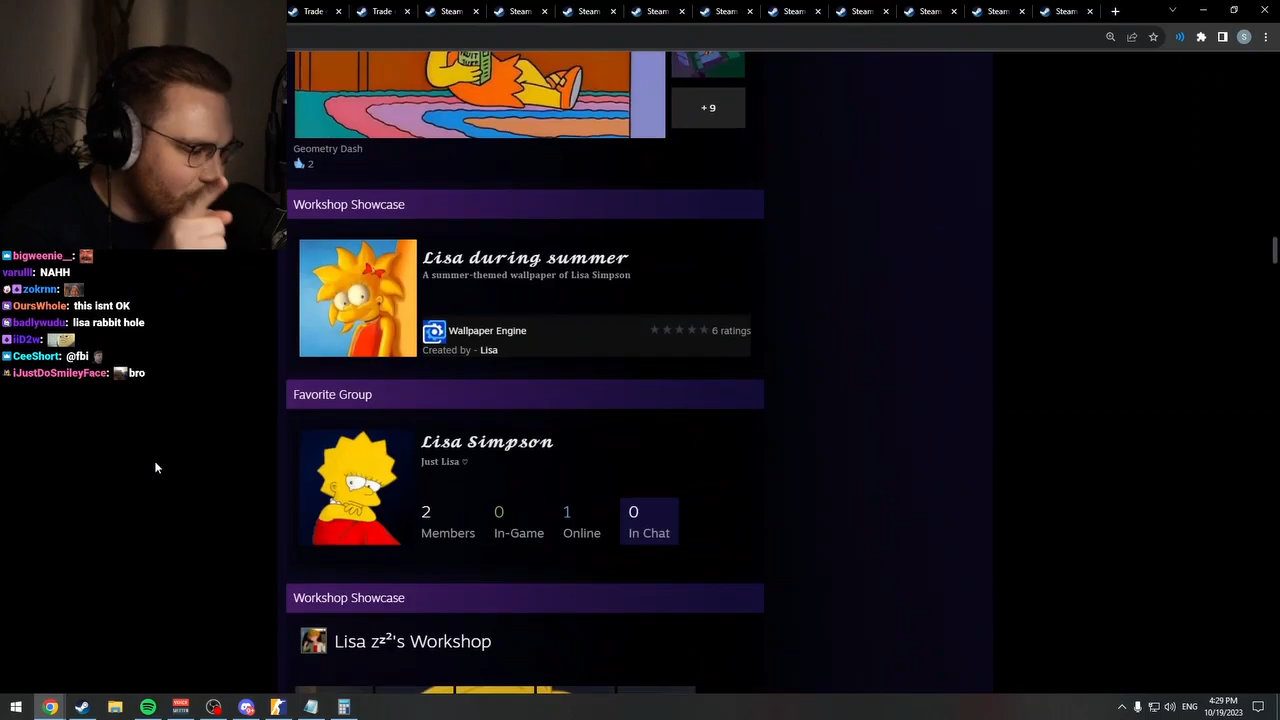 Trade
Trade
Steam
Steam
Steam
Steam
Steam
Steam
Steam
Steam
Steam
Steam
S
+ 9
Geometry Dash
2
Workshop Showcase
Lisa during summer
A summer-themed wallpaper of Lisa Simpson
Wallpaper Engine
6 ratings
Created by - Lisa
Favorite Group
Lisa Simpson
Just Lisa ♡
2 0 1 0
Members In-Game Online In Chat
Workshop Showcase
Lisa zᶻ²'s Workshop
bigweenie__:
varulll: NAHH
zokrnn:
OursWhole: this isnt OK
badlywudu: lisa rabbit hole
iiD2w:
CeeShort: @fbi
iJustDoSmileyFace: bro
VOICE
MEETER
ENG
4:29 PM
10/19/2023